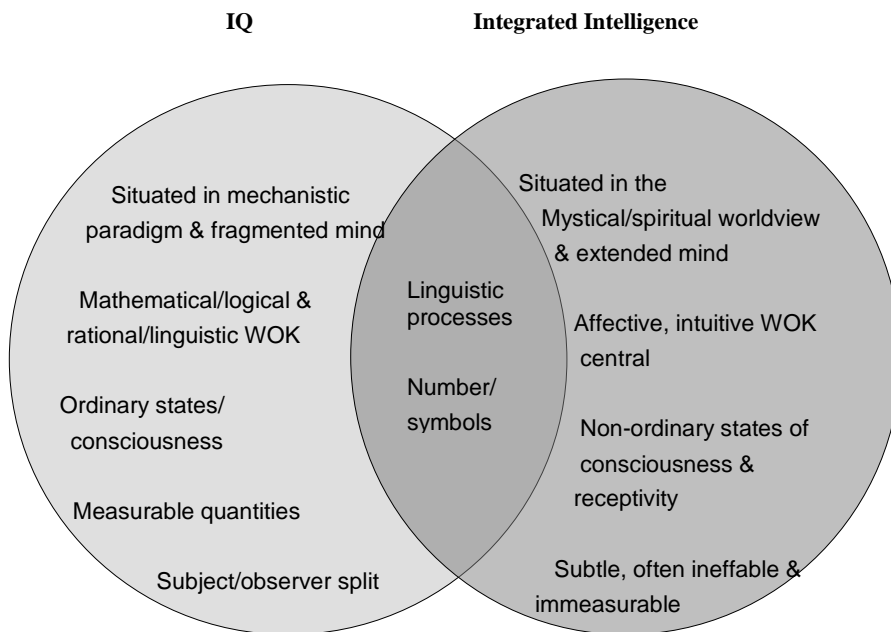 IQ
Integrated Intelligence
Situated in mechanistic
paradigm & fragmented mind
Mathematical/logical &
rational/linguistic WOK
Ordinary states/
consciousness
Measurable quantities
Subject/observer split
Linguistic
processes
Number/
symbols
Situated in the
Mystical/spiritual worldview
& extended mind
Affective, intuitive WOK
central
Non-ordinary states of
consciousness &
receptivity
Subtle, often ineffable &
immeasurable